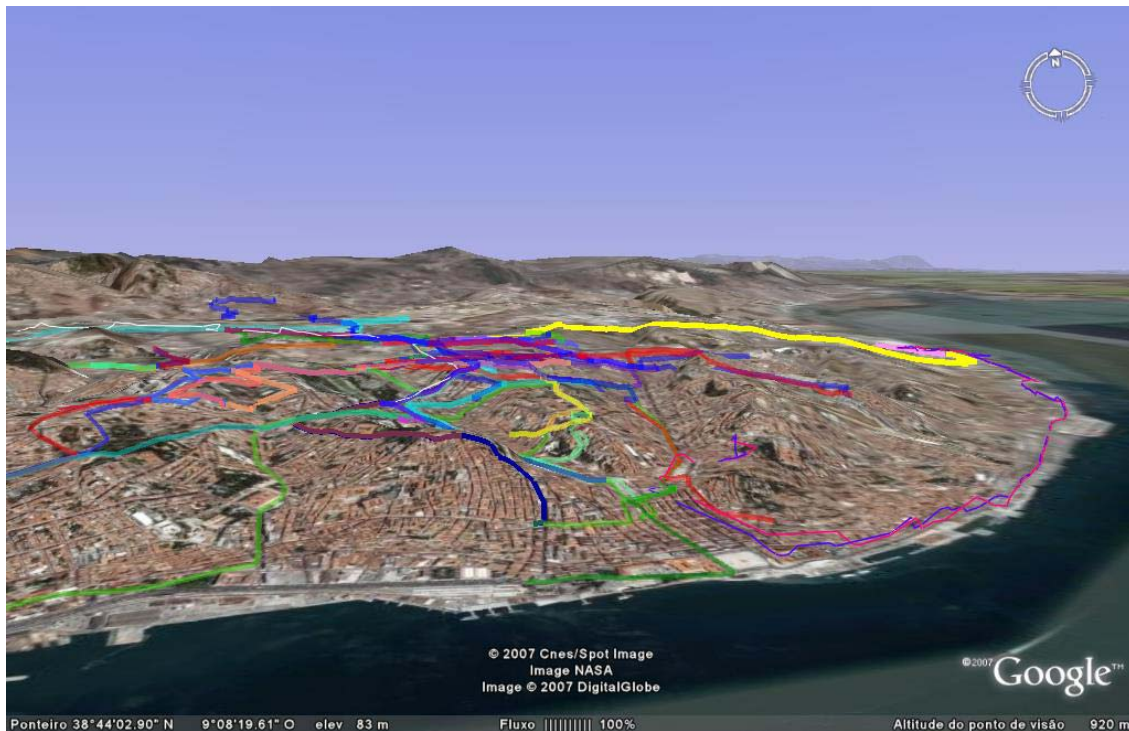 N
© 2007 Cnes/Spot Image
Image NASA
Image © 2007 DigitalGlobe
©2007 Google™
Ponteiro 38°44'02.90" N 9°08'19.61" O elev 83 m Fluxo |||||||||| 100% Altitude do ponto de visão 920 m